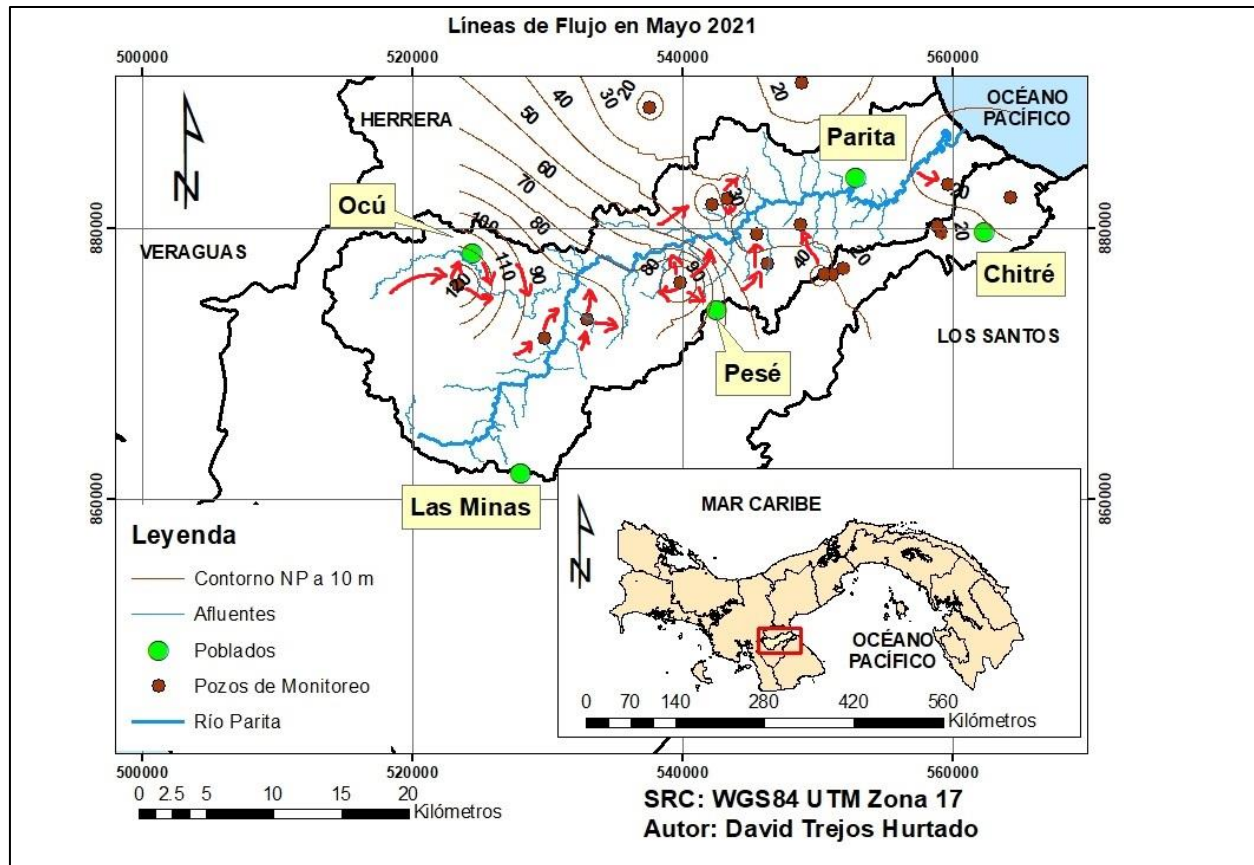 Líneas de Flujo en Mayo 2021
500000
520000
540000
560000
HERRERA
50
40
30
20
20
OCÉANO
PACÍFICO
Parita
60
70
80
Ocú
100
110
90
120
VERAGUAS
30
20
20
880000
880000
80
90
40
20
Chitré
LOS SANTOS
Pesé
Las Minas
860000
860000
Leyenda
Contorno NP a 10 m
Afluentes
Poblados
Pozos de Monitoreo
Río Parita
N
N
MAR CARIBE
OCÉANO
PACÍFICO
0 70 140 280 420 560
Kilómetros
500000
520000
540000
560000
0 2.5 5 10 15 20
Kilómetros
SRC: WGS84 UTM Zona 17
Autor: David Trejos Hurtado